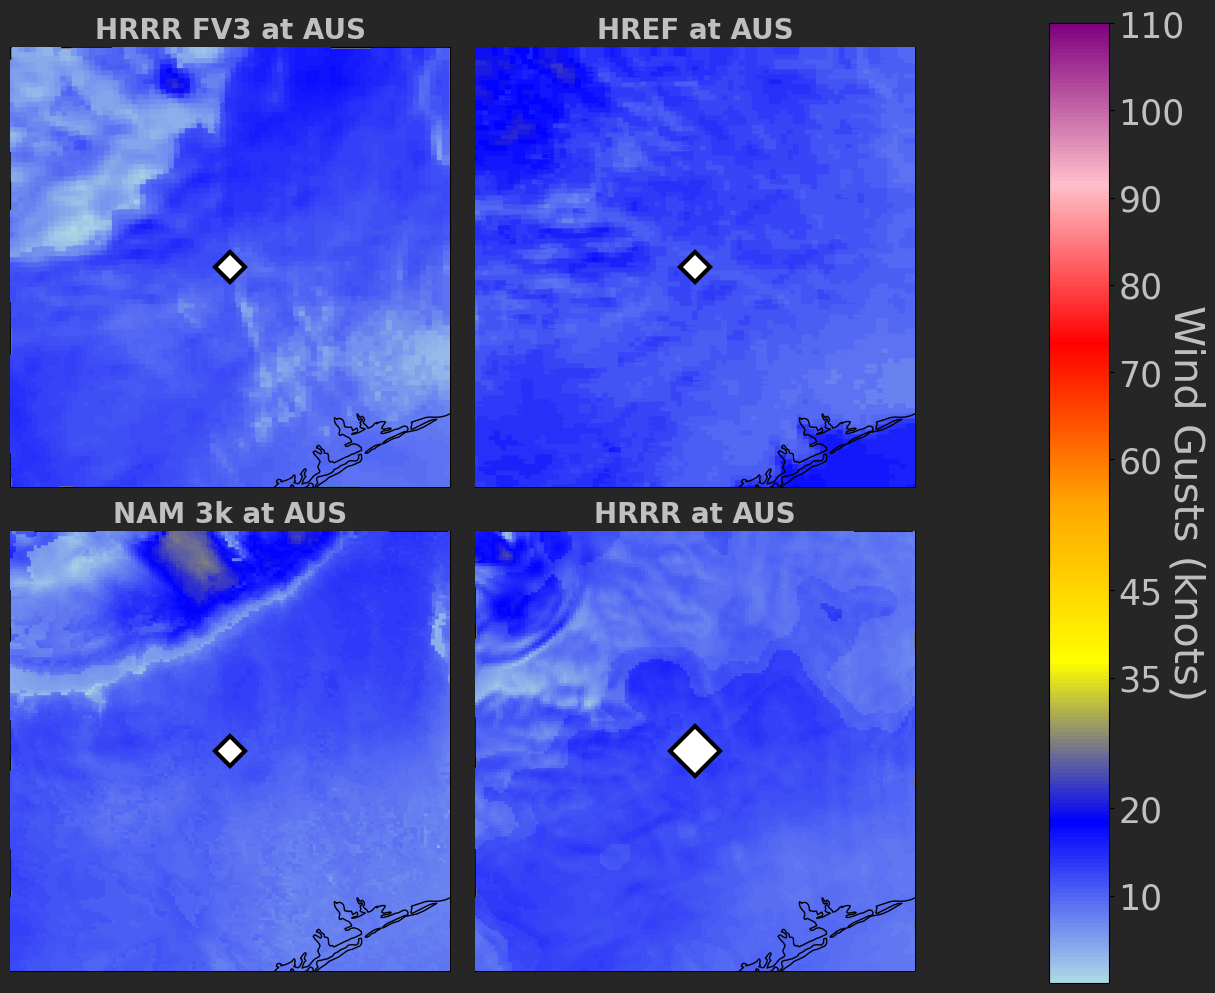 HRRR FV3 at AUS
HREF at AUS
NAM 3k at AUS
HRRR at AUS
110
100
90
80
70
60
45
35
20
10
Wind Gusts (knots)